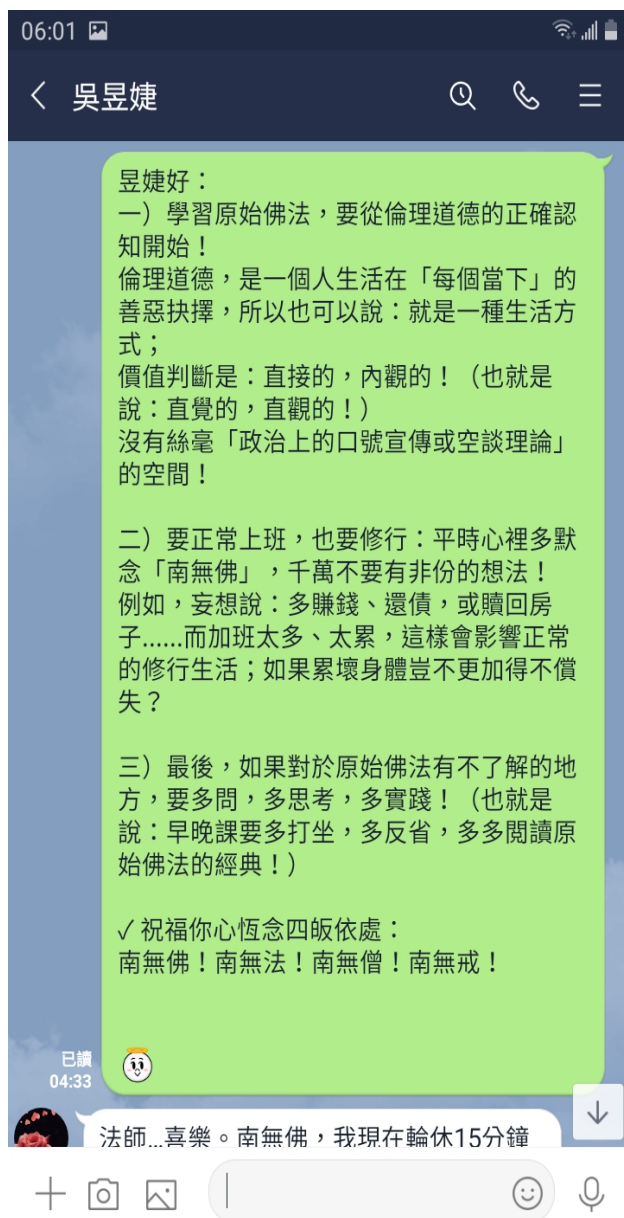 06:01
吳昱婕
昱婕好：
一）學習原始佛法，要從倫理道德的正確認
知開始！
倫理道德，是一個人生活在「每個當下」的
善惡抉擇，所以也可以說：就是一種生活方
式；
價值判斷是：直接的，內觀的！（也就是
說：直覺的，直觀的！）
沒有絲毫「政治上的口號宣傳或空談理論」
的空間！
二）要正常上班，也要修行：平時心裡多默
念「南無佛」，千萬不要有非份的想法！
例如，妄想說：多賺錢、還債，或贖回房
子......而加班太多、太累，這樣會影響正常
的修行生活；如果累壞身體豈不更加得不償
失？
三）最後，如果對於原始佛法有不了解的地
方，要多問，多思考，多實踐！（也就是
說：早晚課要多打坐，多反省，多多閱讀原
始佛法的經典！）
✓祝福你心恆念四皈依處：
南無佛！南無法！南無僧！南無戒！
已讀
04:33
法師...喜樂。南無佛，我現在輪休15分鐘